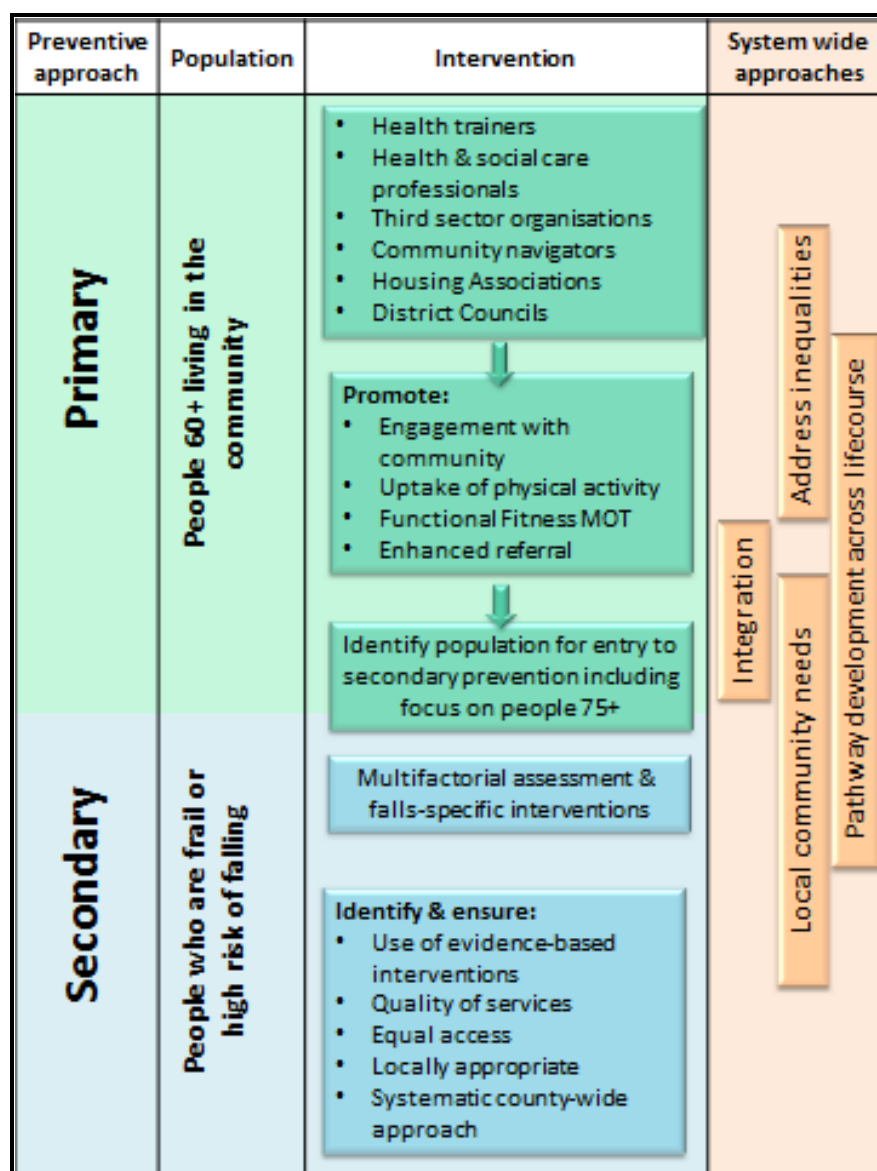 Preventive
approach
Population
Intervention
System wide
approaches
Primary
People 60+ living in the
community
• Health trainers
• Health & social care
professionals
• Third sector organisations
• Community navigators
• Housing Associations
• District Councils
Promote:
• Engagement with
community
• Uptake of physical activity
• Functional Fitness MOT
• Enhanced referral
Identify population for entry to
secondary prevention including
focus on people 75+
Secondary
People who are frail or
high risk of falling
Multifactorial assessment &
falls-specific interventions
Identify & ensure:
• Use of evidence-based
interventions
• Quality of services
• Equal access
• Locally appropriate
• Systematic county-wide
approach
Integration
Address inequalities
Local community needs
Pathway development across lifecourse